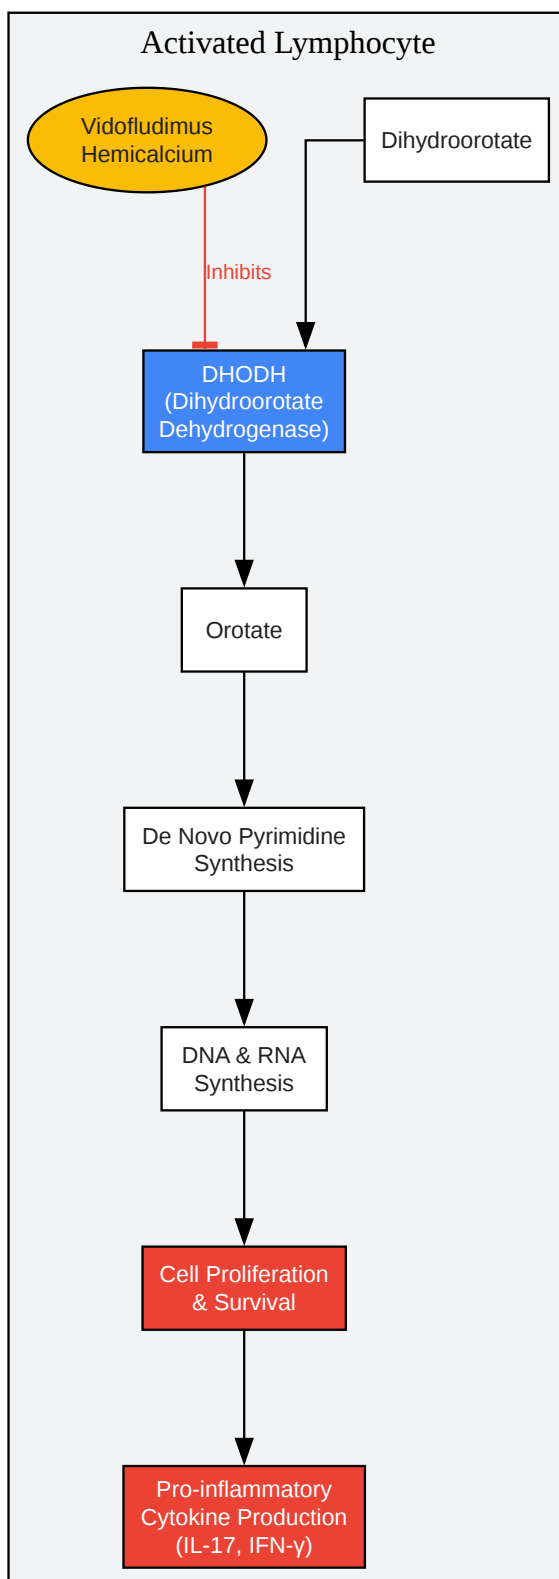 Activated Lymphocyte
Vidofludimus
Hemicalcium
Dihydroorotate
Inhibits
DHODH
(Dihydroorotate
Dehydrogenase)
Orotate
De Novo Pyrimidine
Synthesis
DNA & RNA
Synthesis
Cell Proliferation
& Survival
Pro-inflammatory
Cytokine Production
(IL-17, IFN-γ)